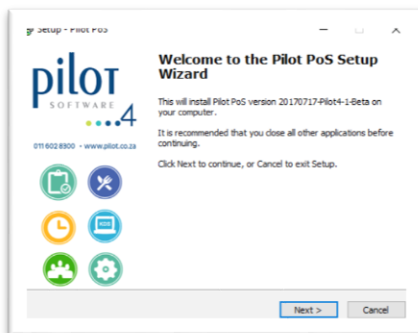 Setup - Pilot PoS
pilot
SOFTWARE
4
011 602 8300 - www.pilot.co.za
KDS
Welcome to the Pilot PoS Setup
Wizard
This will install Pilot PoS version 20170717-Pilot4-1-Beta on
your computer.
It is recommended that you close all other applications before
continuing.
Click Next to continue, or Cancel to exit Setup.
Next >
Cancel